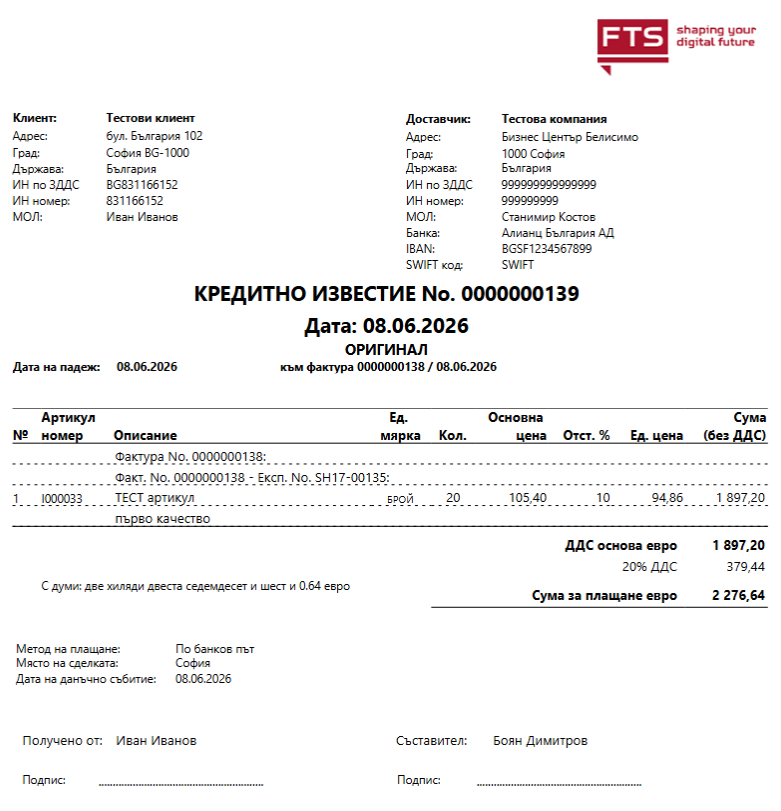 FTS shaping your
digital future
Клиент: Тестови клиент
Адрес: бул. България 102
Град: София BG-1000
Държава: България
ИН по ЗДДС BG831166152
ИН номер: 831166152
МОЛ: Иван Иванов
Доставчик: Тестова компания
Адрес: Бизнес Център Белисимо
Град: 1000 София
Държава: България
ИН по ЗДДС 999999999999999
ИН номер: 999999999
МОЛ: Станимир Костов
Банка: Алианц България АД
IBAN: BGSF1234567899
SWIFT код: SWIFT
КРЕДИТНО ИЗВЕСТИЕ No. 0000000139
Дата: 08.06.2026
ОРИГИНАЛ
Дата на падеж: 08.06.2026 към фактура 0000000138 / 08.06.2026
№ Артикул номер Описание Ед. мярка Кол. Основна цена Отст. % Ед. цена Сума (без ДДС)
Фактура No. 0000000138:
Факт. No. 0000000138 - Експ. No. SH17-00135:
1 I000033 ТЕСТ артикул БРОЙ 20 105,40 10 94,86 1 897,20
първо качество
ДДС основа евро 1 897,20
20% ДДС 379,44
С думи: две хиляди двеста седемдесет и шест и 0.64 евро
Сума за плащане евро 2 276,64
Метод на плащане: По банков път
Място на сделката: София
Дата на данъчно събитие: 08.06.2026
Получено от: Иван Иванов Съставител: Боян Димитров
Подпис: Подпис: